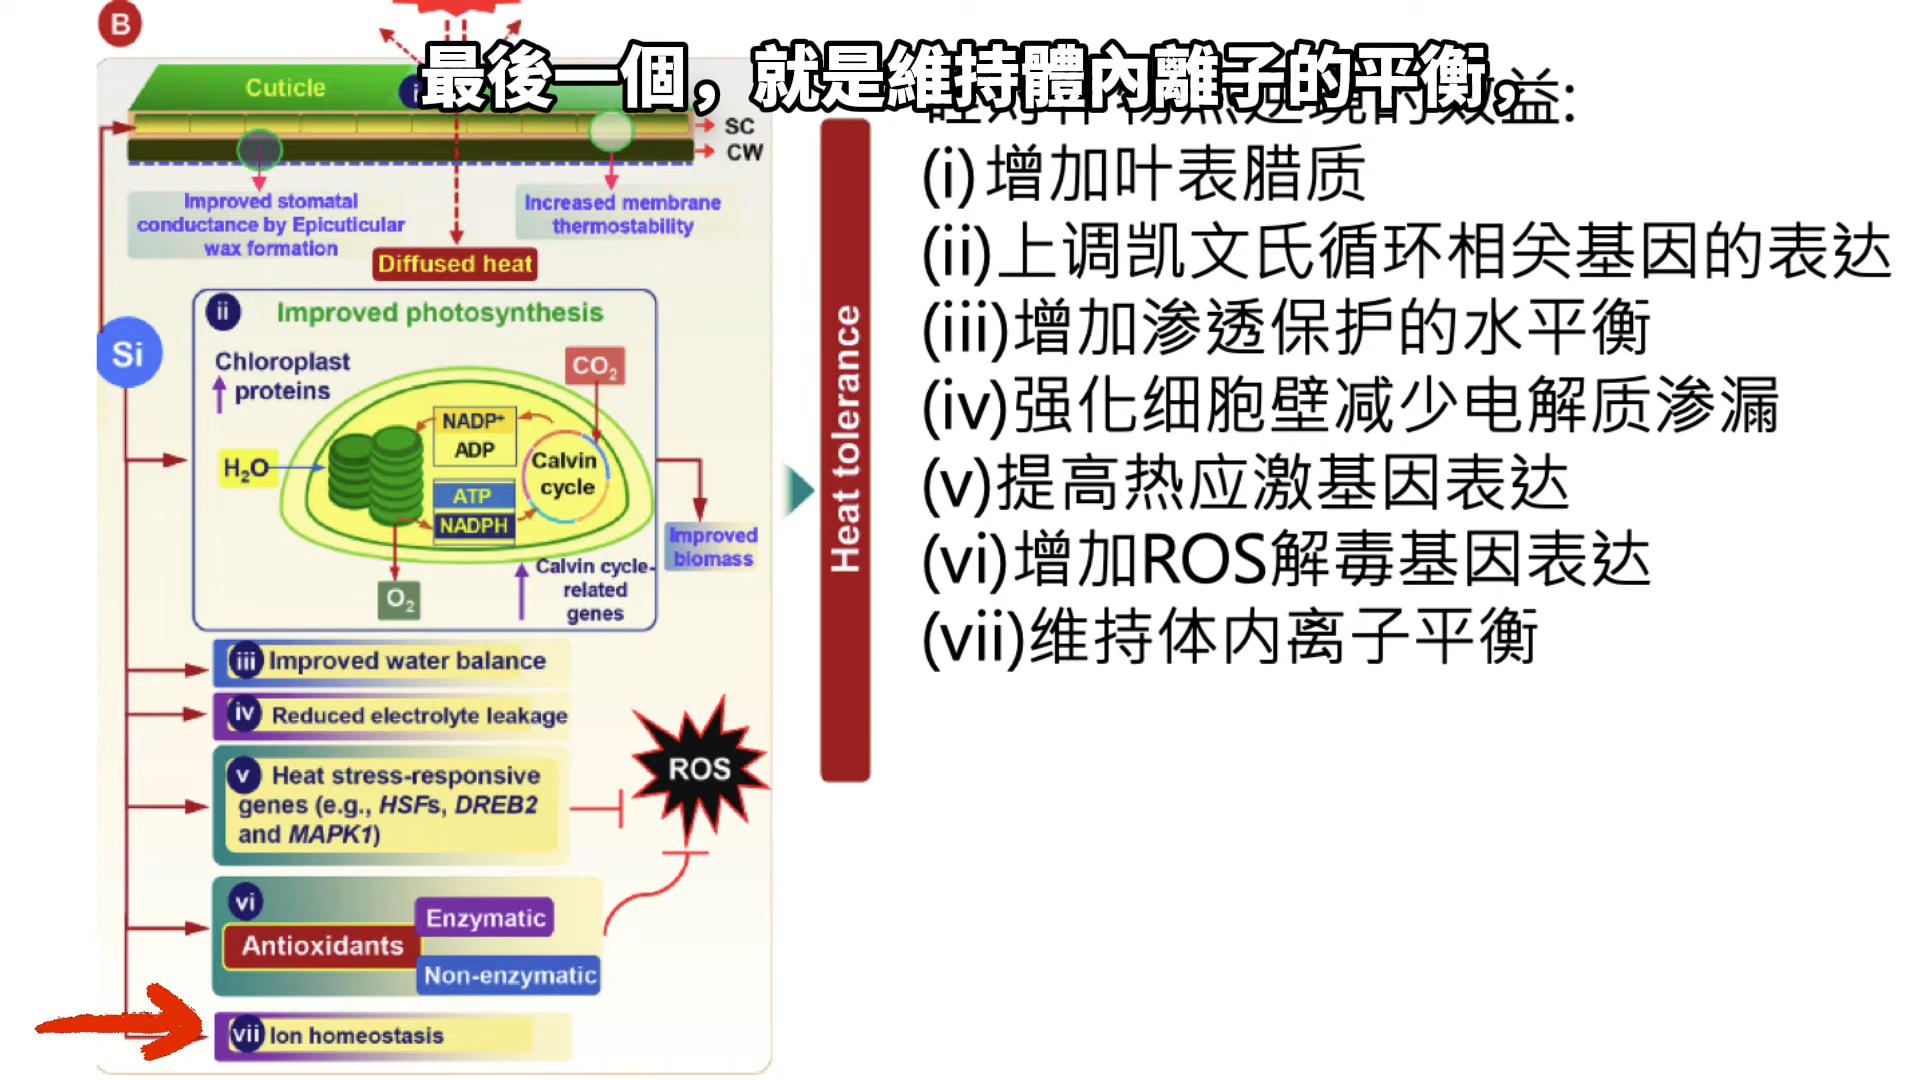 B
最後一個，就是維持體內離子的平衡，
Cuticle
i
SC
CW
Improved stomatal
conductance by Epicuticular
wax formation
Increased membrane
thermostability
Diffused heat
Si
ii
Improved photosynthesis
Chloroplast
proteins
CO₂
NADP⁺
ADP
H₂O
Calvin
cycle
ATP
NADPH
Improved
biomass
O₂
Calvin cycle-
related
genes
iii Improved water balance
iv Reduced electrolyte leakage
v Heat stress-responsive
genes (e.g., HSFs, DREB2
and MAPK1)
ROS
vi
Enzymatic
Antioxidants
Non-enzymatic
vii Ion homeostasis
Heat tolerance
效益:
(i)增加叶表腊质
(ii)上调凯文氏循环相关基因的表达
(iii)增加渗透保护的水平衡
(iv)强化细胞壁减少电解质渗漏
(v)提高热应激基因表达
(vi)增加ROS解毒基因表达
(vii)维持体内离子平衡